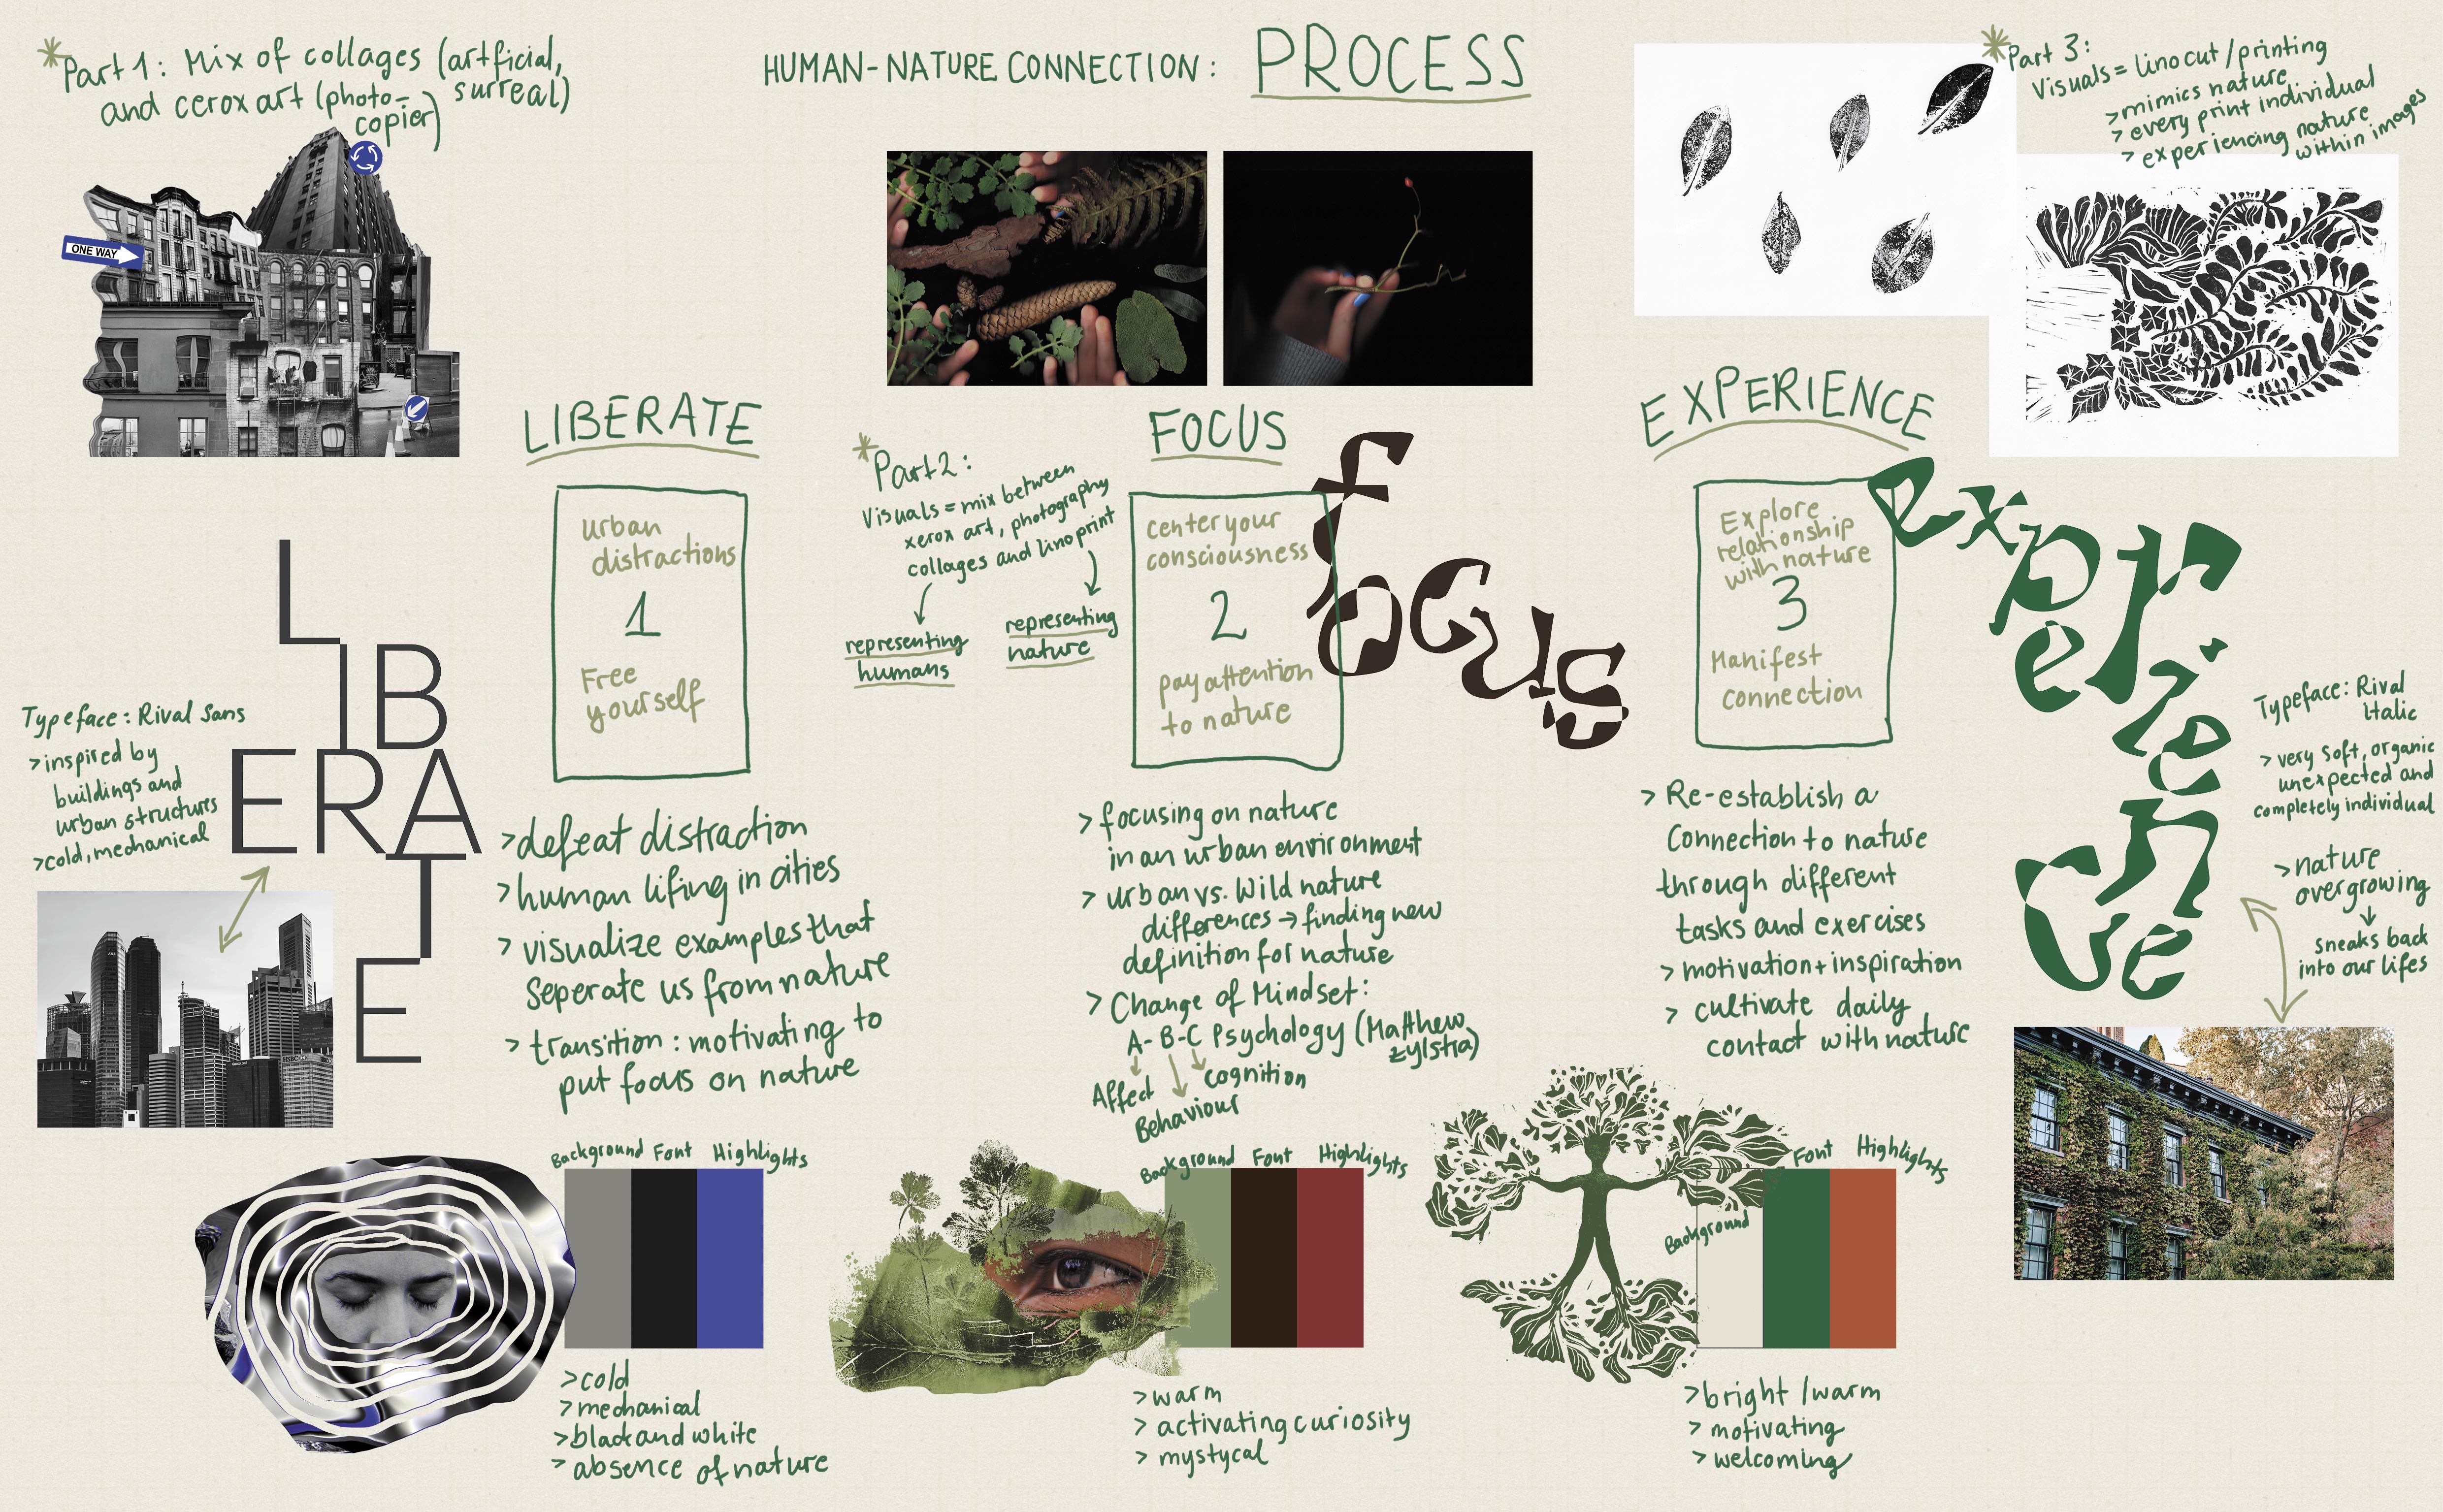 HUMAN-NATURE CONNECTION: PROCESS
* Part 1: Mix of collages (artficial,
surreal)
and cerox art (photo-
copier)
ONE WAY
LIBERATE
urban
distractions
1
Free
yourself
L
IB
ERA
T
E
Typeface: Rival Sans
> inspired by
buildings and
urban structures
> cold, mechanical
> defeat distraction
> human lifing in cities
> visualize examples that
Seperate us from nature
> transition: motivating to
put focus on nature
Background Font Highlights
> cold
> mechanical
> black and white
> absence of nature
FOCUS
* Part 2:
Visuals = mix between
xerox art, photography
collages and linoprint
representing
humans
representing
nature
center your
consciousness
2
pay attention
to nature
focus
> focusing on nature
in an urban environment
> urban vs. Wild nature
differences → finding new
definition for nature
> Change of Mindset:
A-B-C Psychology (Matthew
Zylstra)
Affect
Behaviour
Cognition
Background Font Highlights
> warm
> activating curiosity
> mystycal
* Part 3:
Visuals = linocut/printing
> mimics nature
> every print individual
> experiencing nature
within images
EXPERIENCE
Explore
relationship
with nature
3
Manifest
connection
experience
Typeface: Rival
italic
> very soft, organic
unexpected and
completely individual
> nature
overgrowing
↓
sneaks back
into our lifes
> Re-establish a
Connection to nature
through different
tasks and exercises
> motivation + inspiration
> cultivate daily
contact with nature
Background Font Highlights
> bright/warm
> motivating
> welcoming